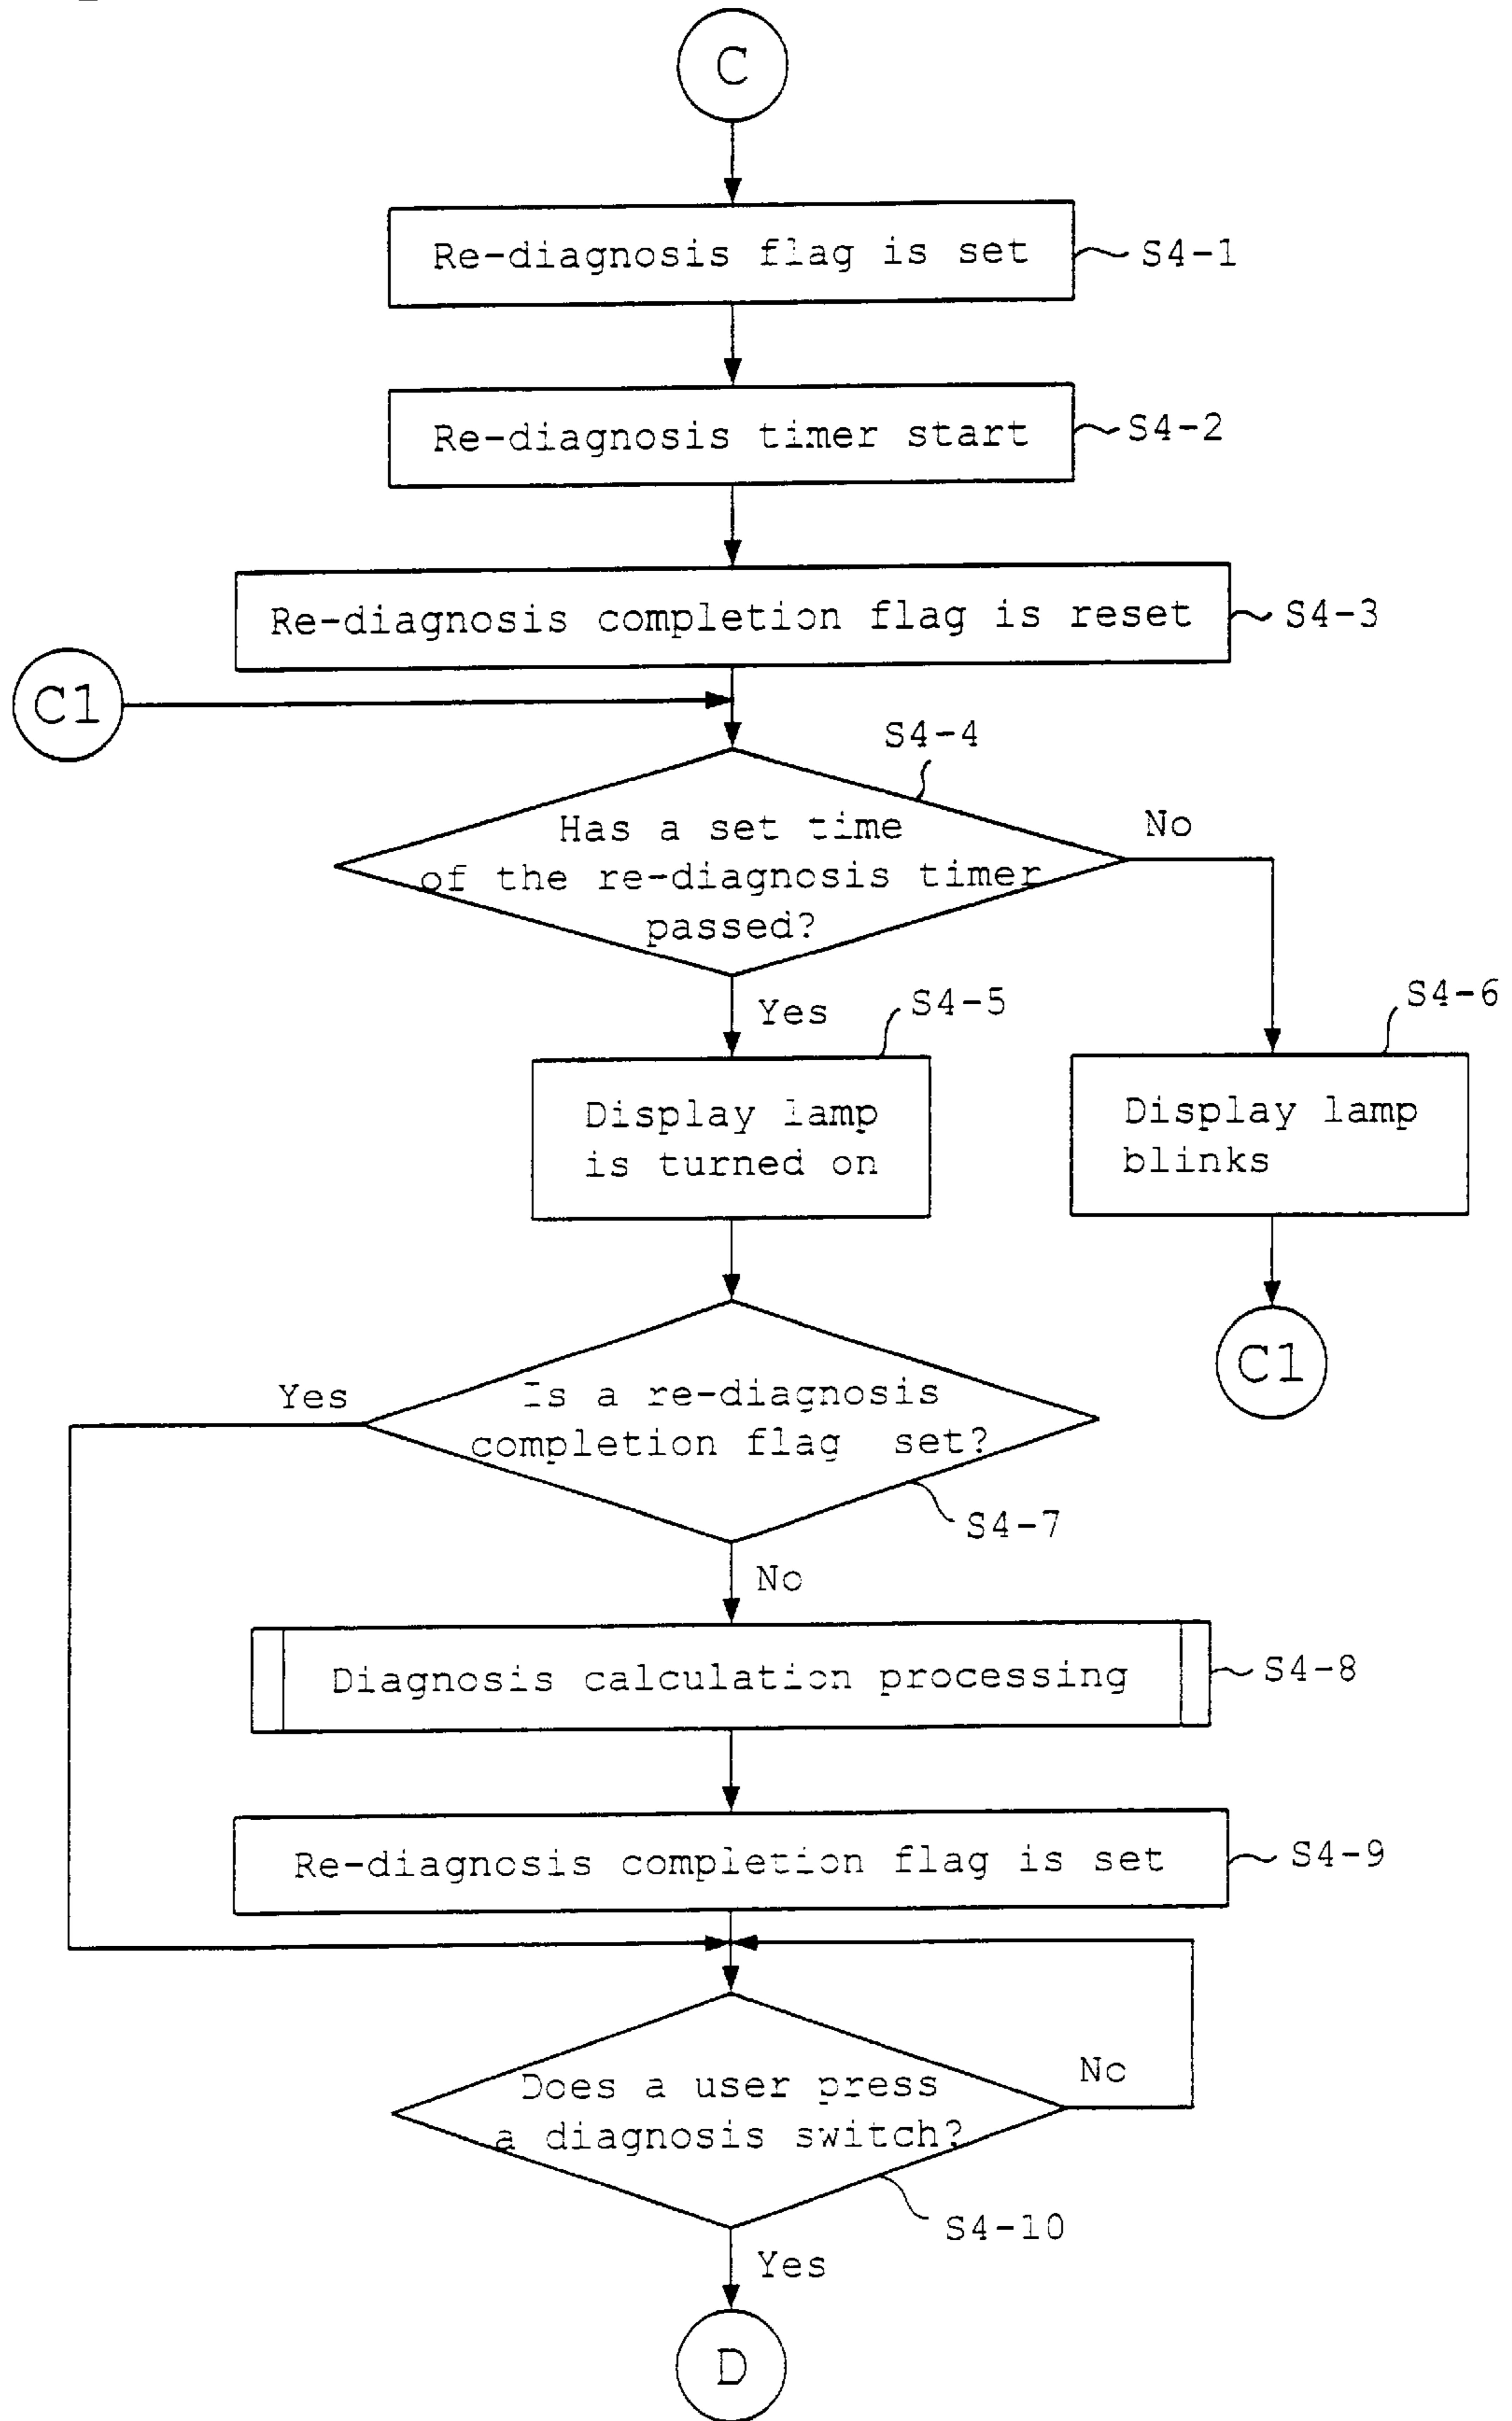 C
Re-diagnosis flag is set
S4-1
Re-diagnosis timer start
S4-2
Re-diagnosis completion flag is reset
S4-3
C1
S4-4
Has a set time
of the re-diagnosis timer
passed?
No
Yes
S4-5
S4-6
Display lamp
is turned on
Display lamp
blinks
C1
Yes
Is a re-diagnosis
completion flag set?
S4-7
No
Diagnosis calculation processing
S4-8
Re-diagnosis completion flag is set
S4-9
Does a user press
a diagnosis switch?
No
S4-10
Yes
D